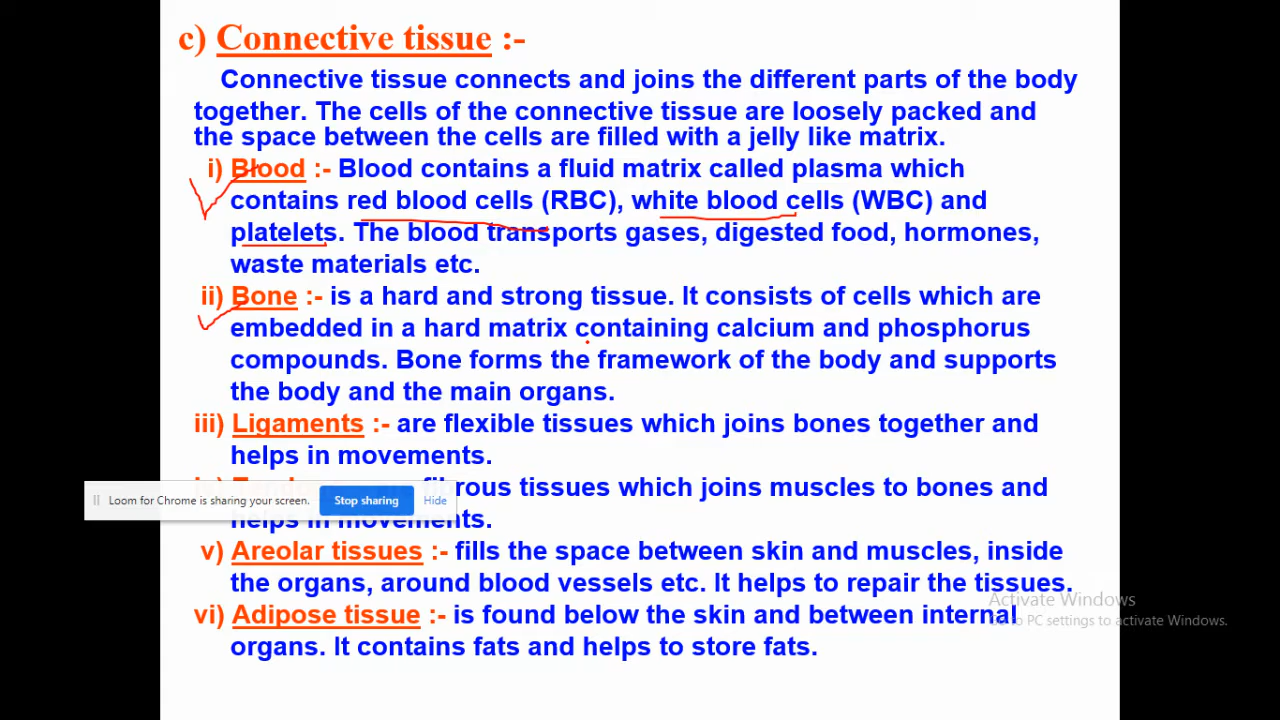 c) Connective tissue :-
Connective tissue connects and joins the different parts of the body
together. The cells of the connective tissue are loosely packed and
the space between the cells are filled with a jelly like matrix.
i) Blood :- Blood contains a fluid matrix called plasma which
contains red blood cells (RBC), white blood cells (WBC) and
platelets. The blood transports gases, digested food, hormones,
waste materials etc.
ii) Bone :- is a hard and strong tissue. It consists of cells which are
embedded in a hard matrix containing calcium and phosphorus
compounds. Bone forms the framework of the body and supports
the body and the main organs.
iii) Ligaments :- are flexible tissues which joins bones together and
helps in movements.
fibrous tissues which joins muscles to bones and
Loom for Chrome is sharing your screen. Stop sharing Hide
helps in movements.
v) Areolar tissues :- fills the space between skin and muscles, inside
the organs, around blood vessels etc. It helps to repair the tissues.
Activate Windows
vi) Adipose tissue :- is found below the skin and between internal
Go to PC settings to activate Windows.
organs. It contains fats and helps to store fats.